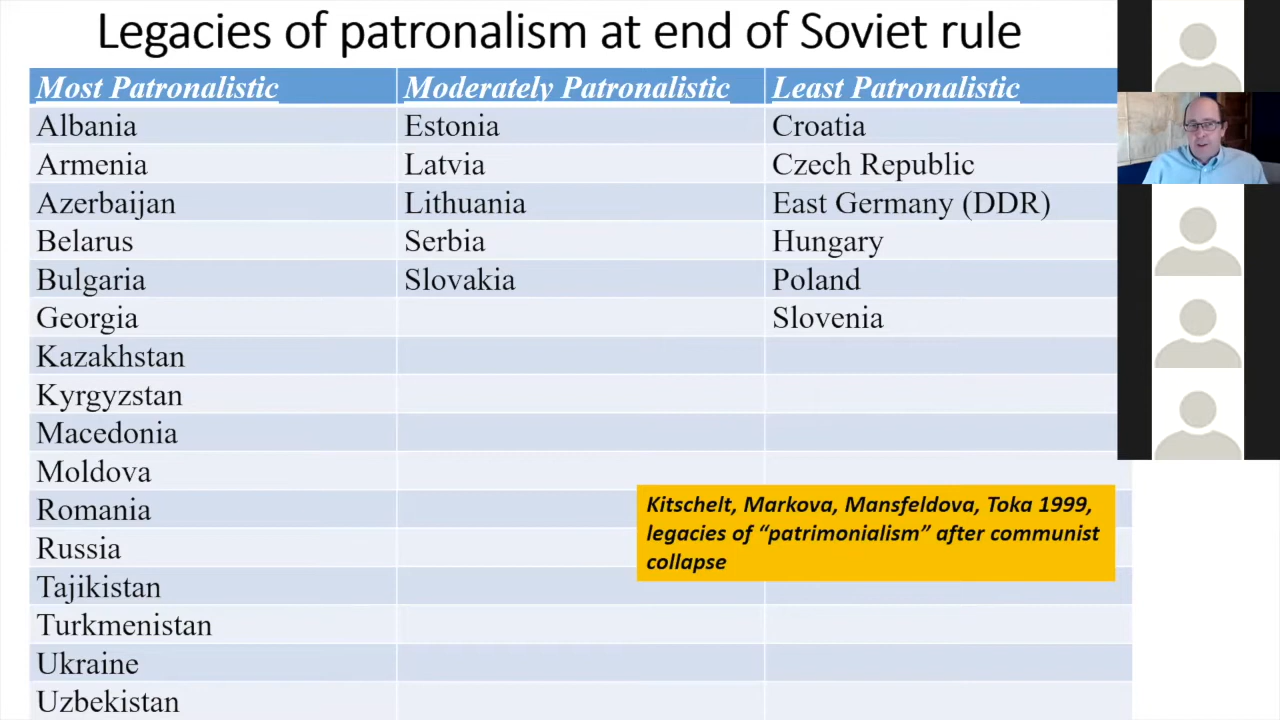 Legacies of patronalism at end of Soviet rule
Most Patronalistic Moderately Patronalistic Least Patronalistic
Albania Estonia Croatia
Armenia Latvia Czech Republic
Azerbaijan Lithuania East Germany (DDR)
Belarus Serbia Hungary
Bulgaria Slovakia Poland
Georgia Slovenia
Kazakhstan
Kyrgyzstan
Macedonia
Moldova
Romania
Russia
Tajikistan
Turkmenistan
Ukraine
Uzbekistan
Kitschelt, Markova, Mansfeldova, Toka 1999,
legacies of “patrimonialism” after communist
collapse